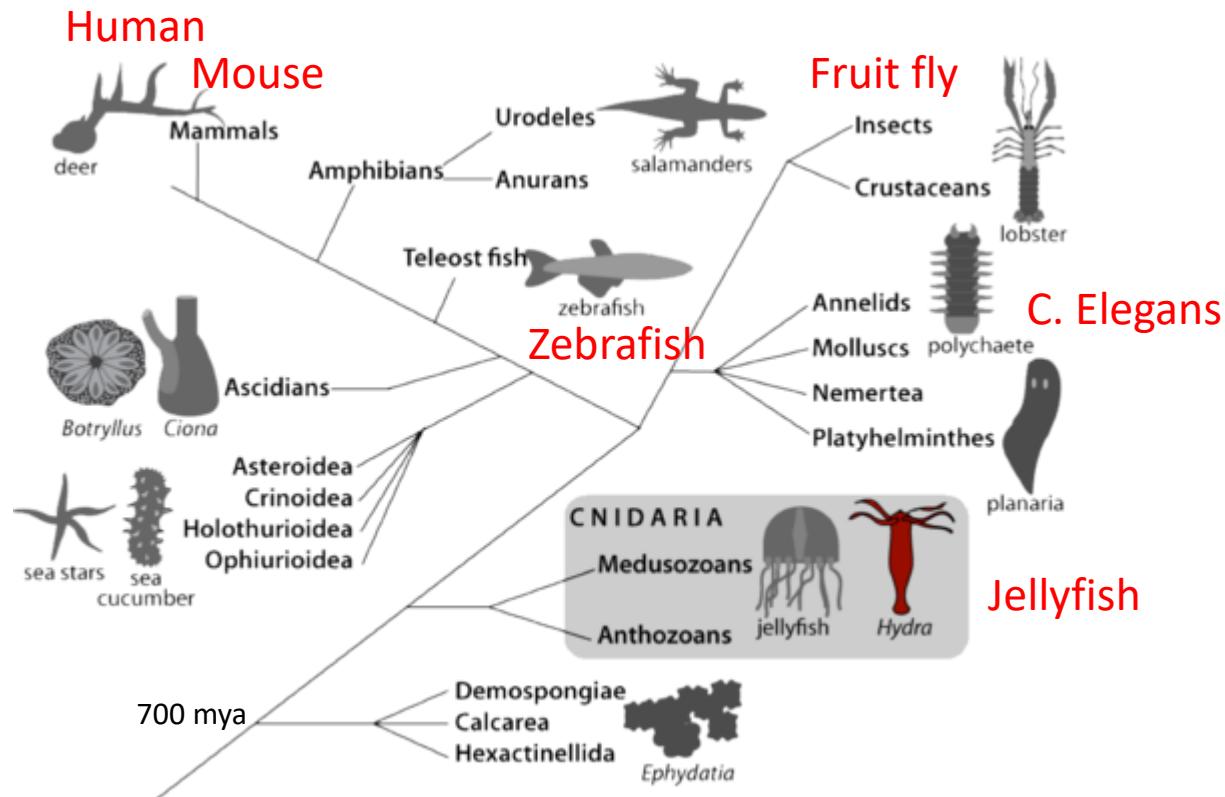 Human
Mouse
Fruit fly
Mammals
deer
Urodeles
Amphibians
Anurans
salamanders
Insects
Crustaceans
lobster
Teleost fish
zebrafish
Zebrafish
Annelids
C. Elegans
polychaete
Molluscs
Nemertea
Platyhelminthes
planaria
Ascidians
Botryllus
Ciona
Asteroidea
Crinoidea
Holothurioidea
Ophiurioidea
sea stars
sea
cucumber
CNIDARIA
Medusozoans
Anthozoans
jellyfish
Hydra
Jellyfish
700 mya
Demospongiae
Calcarea
Hexactinellida
Ephydatia